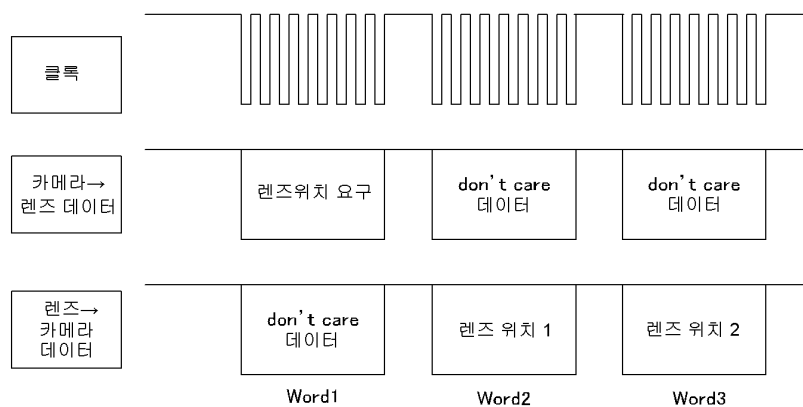 클록
카메라→
렌즈 데이터
렌즈위치 요구
don't care
데이터
don't care
데이터
렌즈→
카메라
데이터
don't care
데이터
렌즈 위치 1
렌즈 위치 2
Word1
Word2
Word3